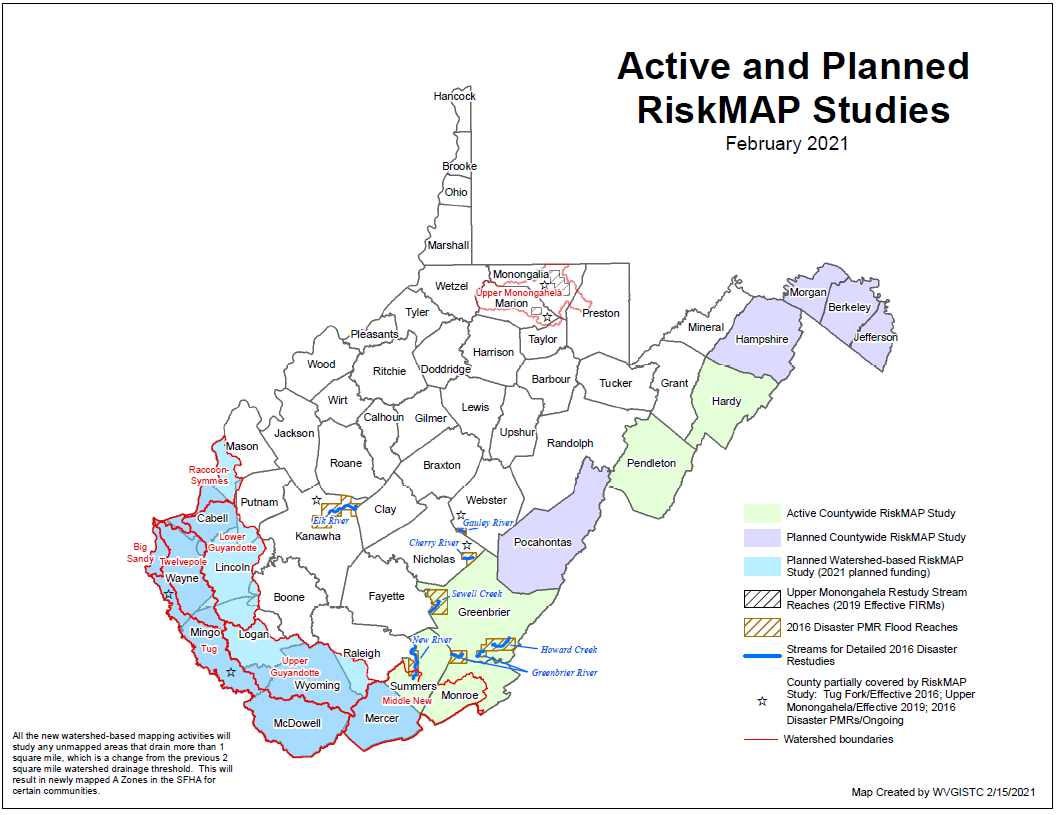 Active and Planned
RiskMAP Studies
February 2021
Hancock
Brooke
Ohio
Marshall
Wetzel
Monongalia
Upper Monongahela
Marion
Preston
Morgan
Berkeley
Jefferson
Mineral
Hampshire
Tyler
Pleasants
Taylor
Harrison
Doddridge
Wood
Ritchie
Barbour
Tucker
Grant
Hardy
Wirt
Calhoun
Gilmer
Lewis
Upshur
Randolph
Jackson
Mason
Roane
Braxton
Pendleton
Raccoon-
Symmes
Putnam
Clay
Webster
Cabell
Elk River
Kanawha
Gauley River
Cherry River
Nicholas
Pocahontas
Lower
Guyandotte
Big
Sandy
Twelvepole
Lincoln
Wayne
Boone
Fayette
Sewell Creek
Greenbrier
Mingo
Logan
Tug
New River
Howard Creek
Raleigh
Upper
Guyandotte
Wyoming
Greenbrier River
Summers
Monroe
Middle New
McDowell
Mercer
Active Countywide RiskMAP Study
Planned Countywide RiskMAP Study
Planned Watershed-based RiskMAP
Study (2021 planned funding)
Upper Monongahela Restudy Stream
Reaches (2019 Effective FIRMs)
2016 Disaster PMR Flood Reaches
Streams for Detailed 2016 Disaster
Restudies
County partially covered by RiskMAP
Study: Tug Fork/Effective 2016; Upper
Monongahela/Effective 2019; 2016
Disaster PMRs/Ongoing
Watershed boundaries
All the new watershed-based mapping activities will
study any unmapped areas that drain more than 1
square mile, which is a change from the previous 2
square mile watershed drainage threshold. This will
result in newly mapped A Zones in the SFHA for
certain communities.
Map Created by WVGISTC 2/15/2021